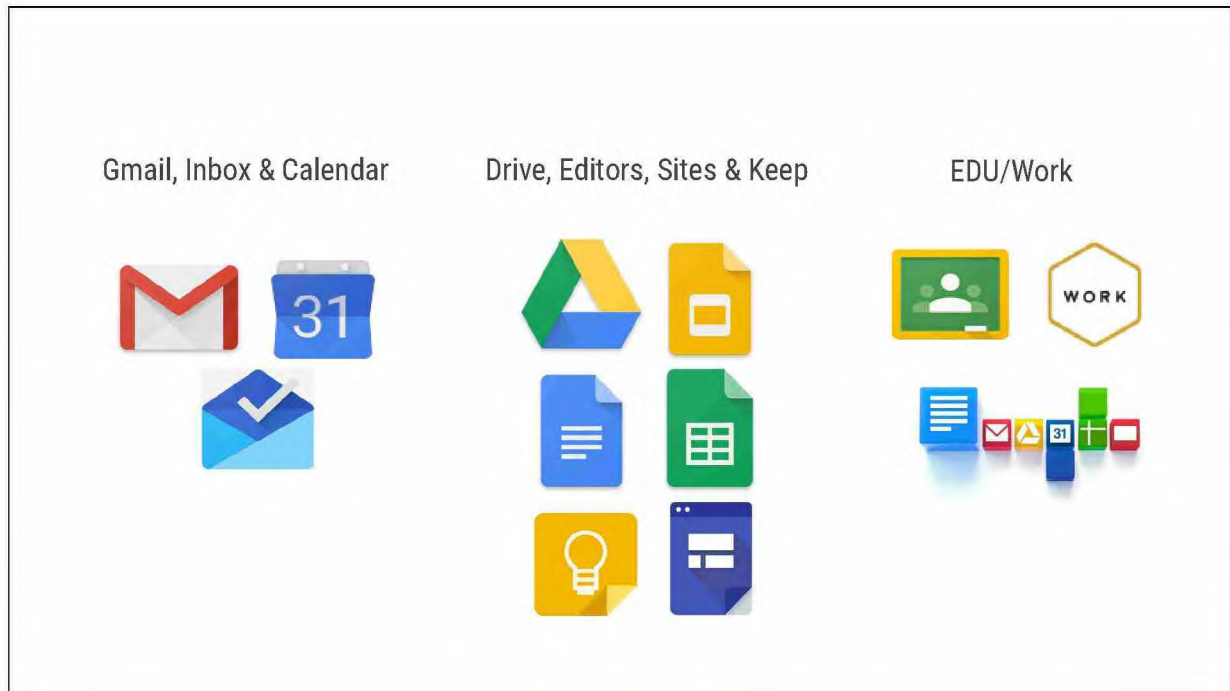 Gmail, Inbox & Calendar
Drive, Editors, Sites & Keep
EDU/Work
31
WORK
31